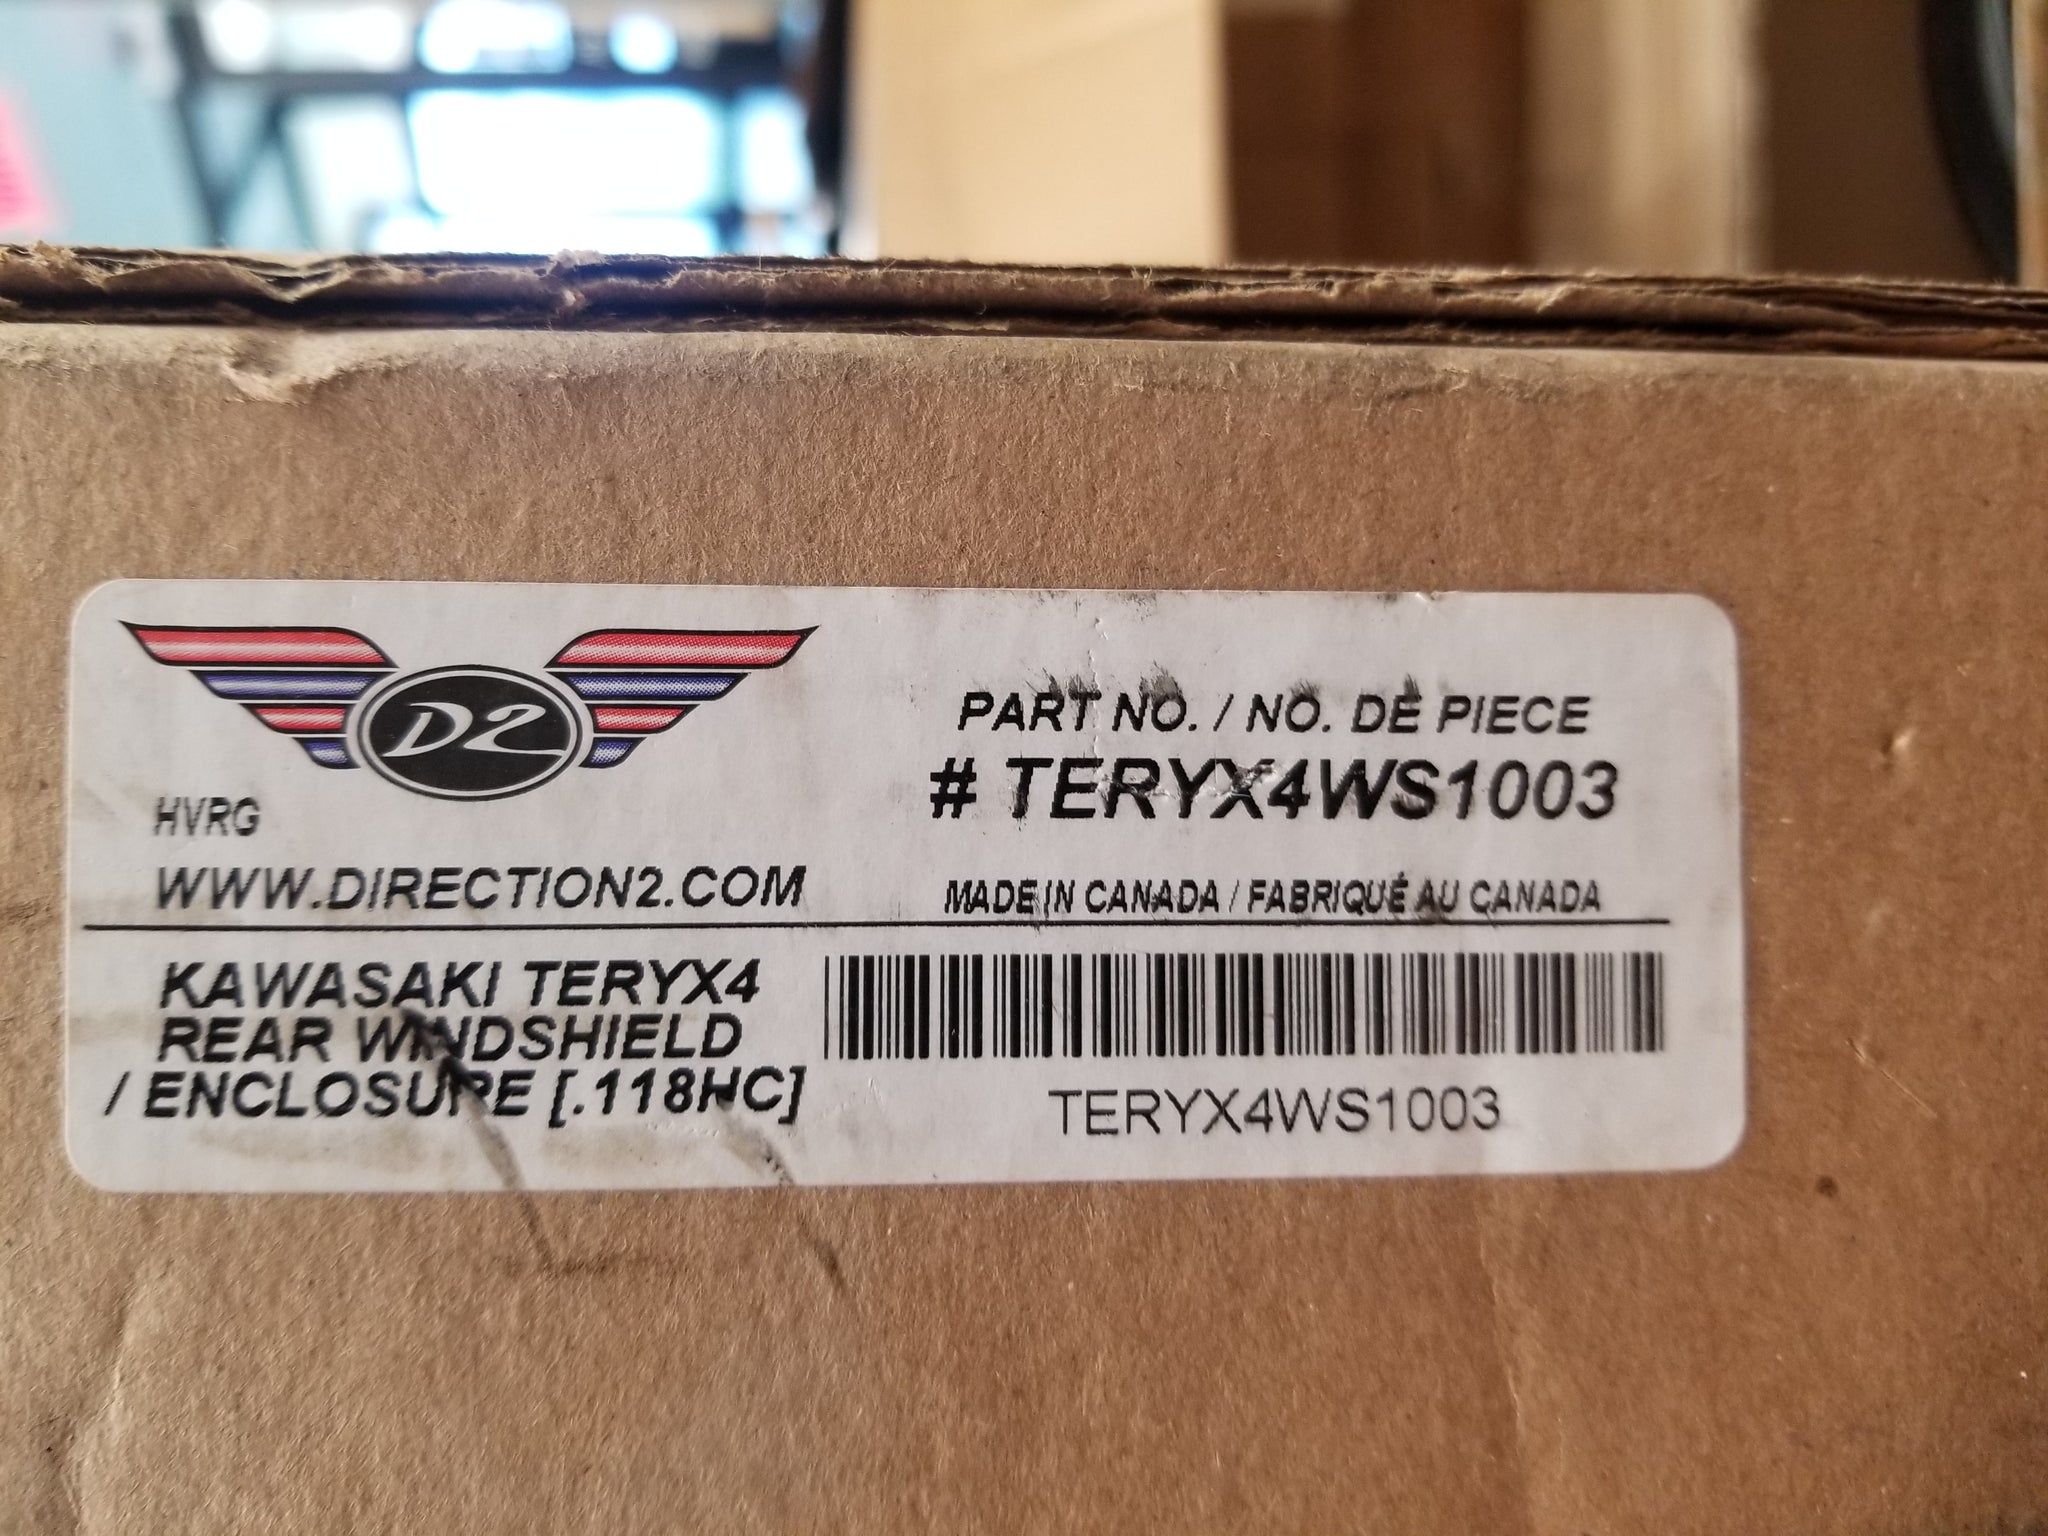 D2
HVRG
WWW.DIRECTION2.COM
PART NO. / NO. DE PIECE
# TERYX4WS1003
MADE IN CANADA / FABRIQUÉ AU CANADA
KAWASAKI TERYX4
REAR WINDSHIELD
/ ENCLOSURE [.118HC]
TERYX4WS1003